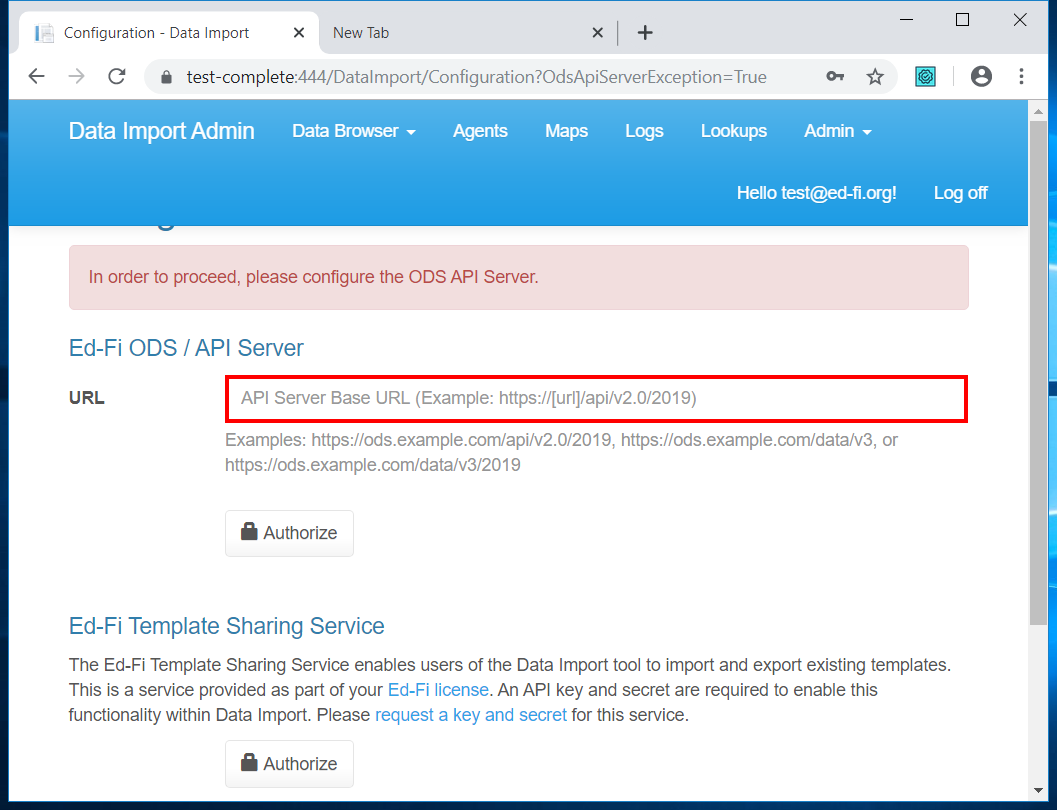 Configuration - Data Import
New Tab
test-complete:444/DataImport/Configuration?OdsApiServerException=True
Data Import Admin Data Browser Agents Maps Logs Lookups Admin
Hello test@ed-fi.org! Log off
In order to proceed, please configure the ODS API Server.
Ed-Fi ODS / API Server
URL
API Server Base URL (Example: https://[url]/api/v2.0/2019)
Examples: https://ods.example.com/api/v2.0/2019, https://ods.example.com/data/v3, or
https://ods.example.com/data/v3/2019
Authorize
Ed-Fi Template Sharing Service
The Ed-Fi Template Sharing Service enables users of the Data Import tool to import and export existing templates.
This is a service provided as part of your Ed-Fi license. An API key and secret are required to enable this
functionality within Data Import. Please request a key and secret for this service.
Authorize